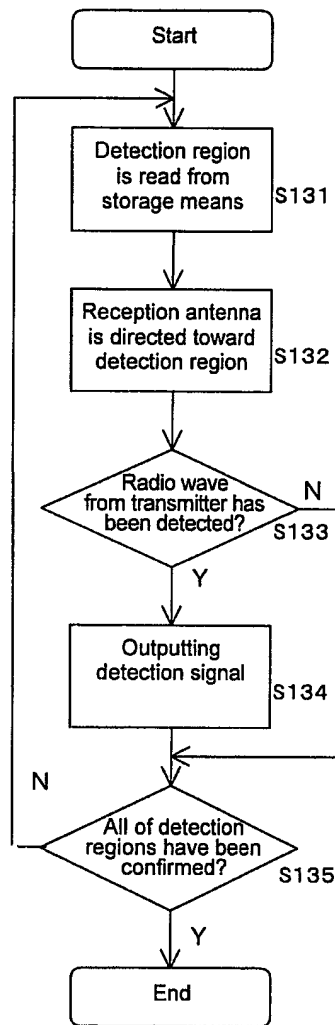 Start
Detection region
is read from
storage means
S131
Reception antenna
is directed toward
detection region
S132
Radio wave
from transmitter has
been detected?
N
S133
Y
Outputting
detection signal
S134
N
All of detection
regions have been
confirmed?
S135
Y
End